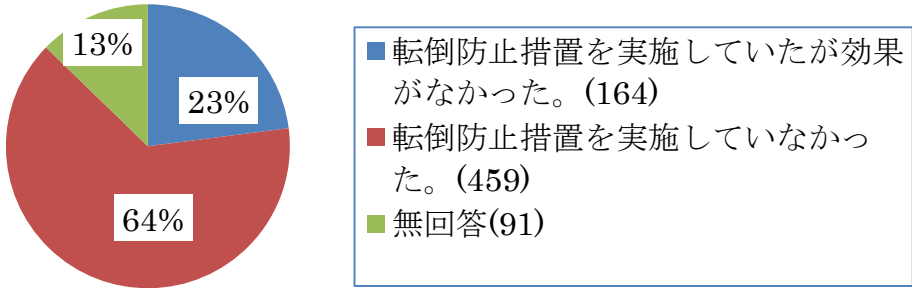 13%
23%
64%
転倒防止措置を実施していたが効果
がなかった。(164)
転倒防止措置を実施していなかっ
た。(459)
無回答(91)